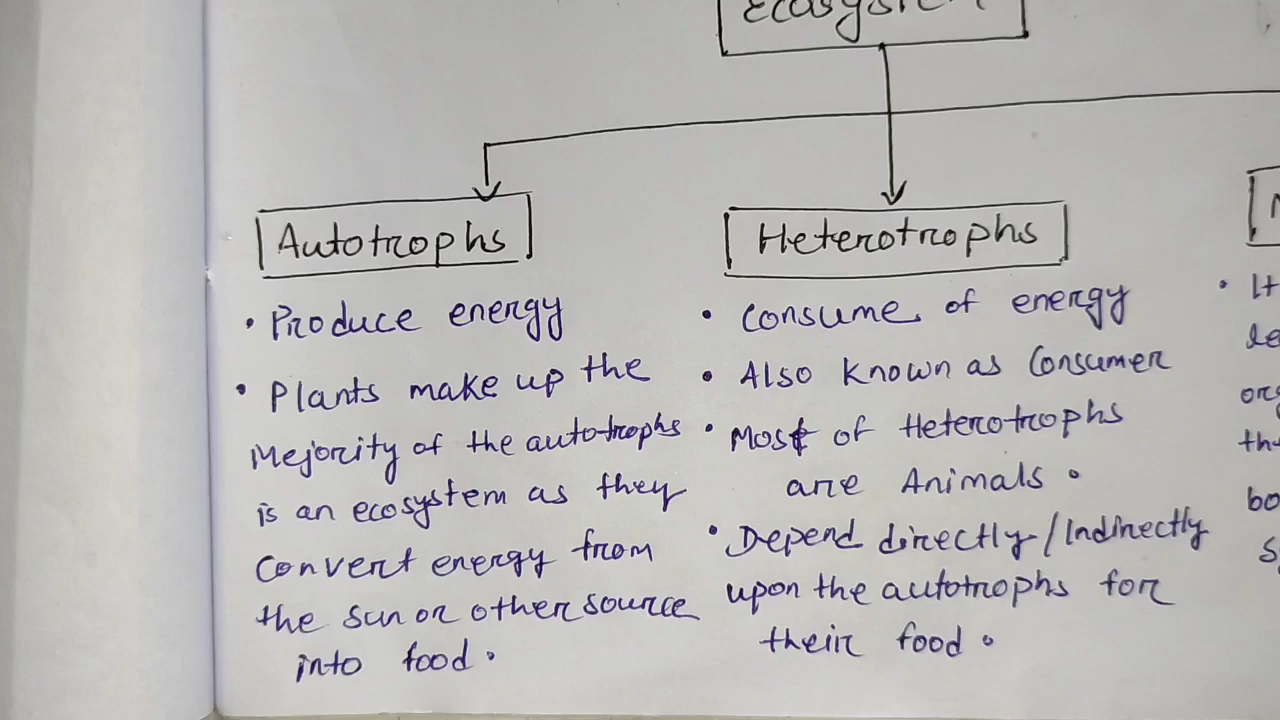 Ecosystem
Autotrophs
Heterotrophs
• Produce energy
• Plants make up the
Mejority of the autotrophs
is an ecosystem as they
convert energy from
the sun or other source
into food.
• Consume of energy
• Also known as Consumer
• Most of Heterotrophs
are Animals.
• Depend directly/Indirectly
upon the autotrophs for
their food.
• It